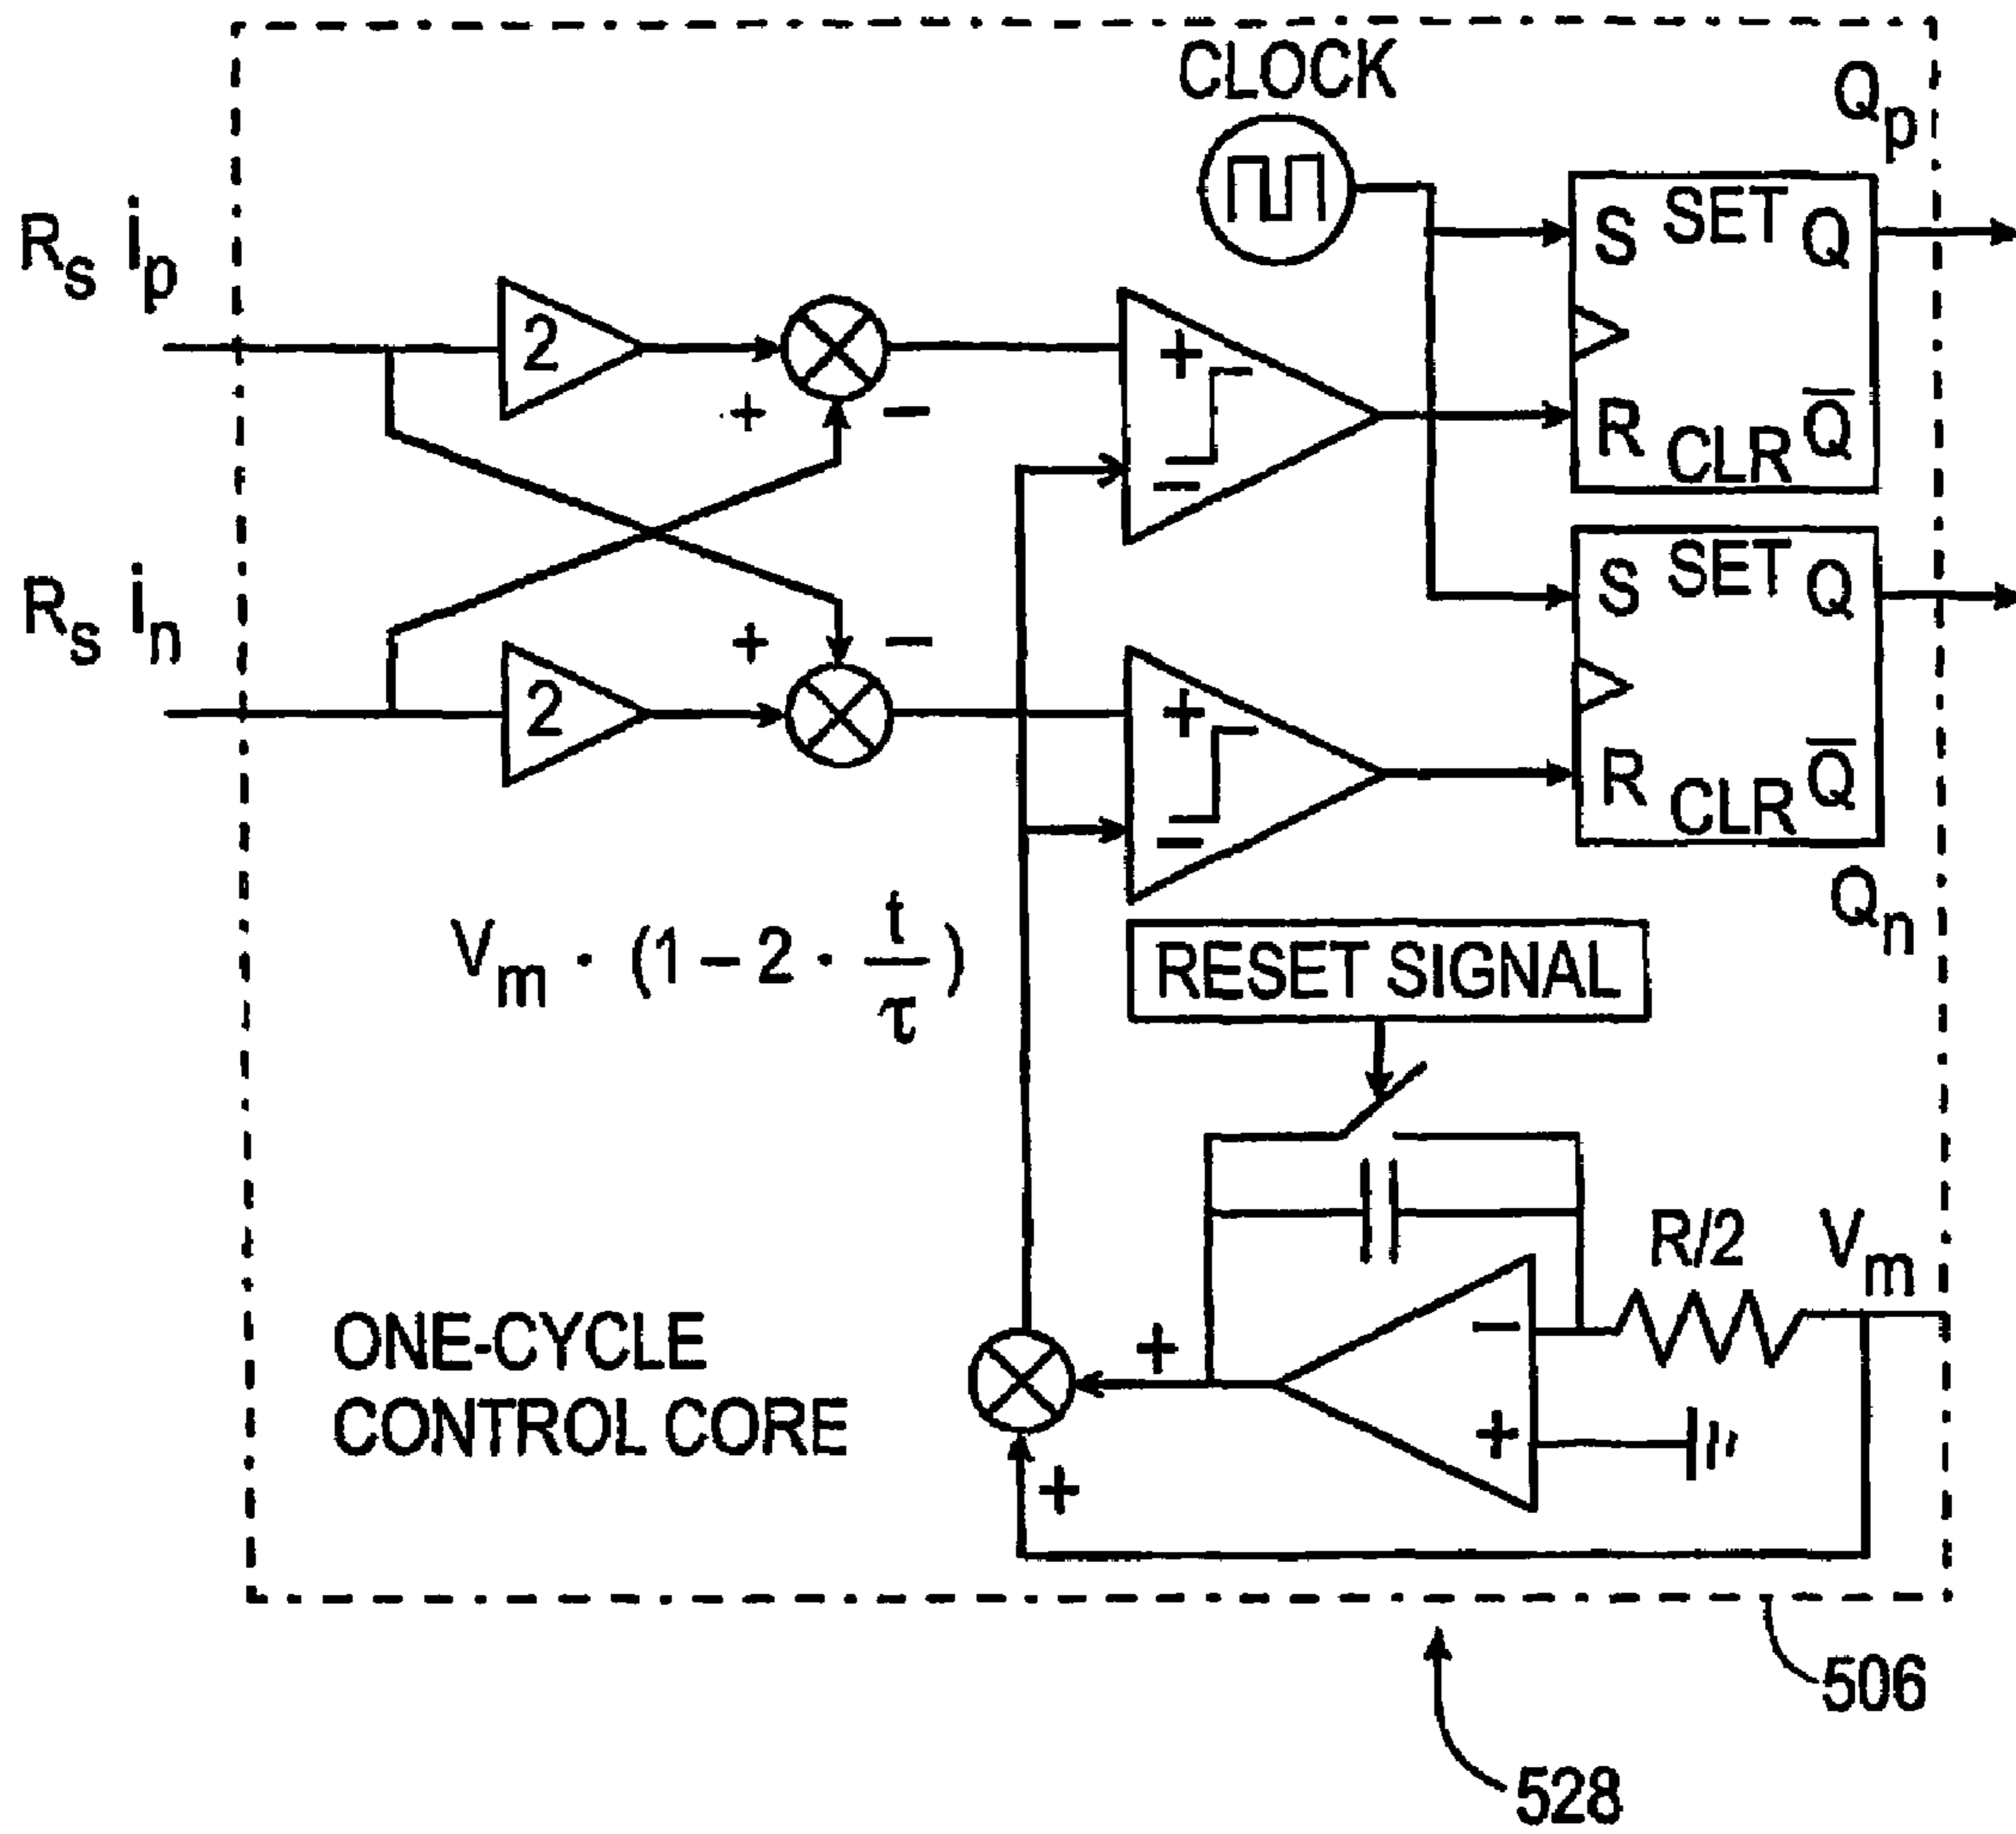 CLOCK
Qp
Rs ip
S SET Q
2
+ −
+
−
R CLR Q̅
Rs in
S SET Q
+ −
2
+
−
R CLR Q̅
Qn
Vm · (1 − 2 · t/τ)
RESET SIGNAL
R/2 Vm
−
+
+
+
ONE-CYCLE
CONTROL CORE
506
528